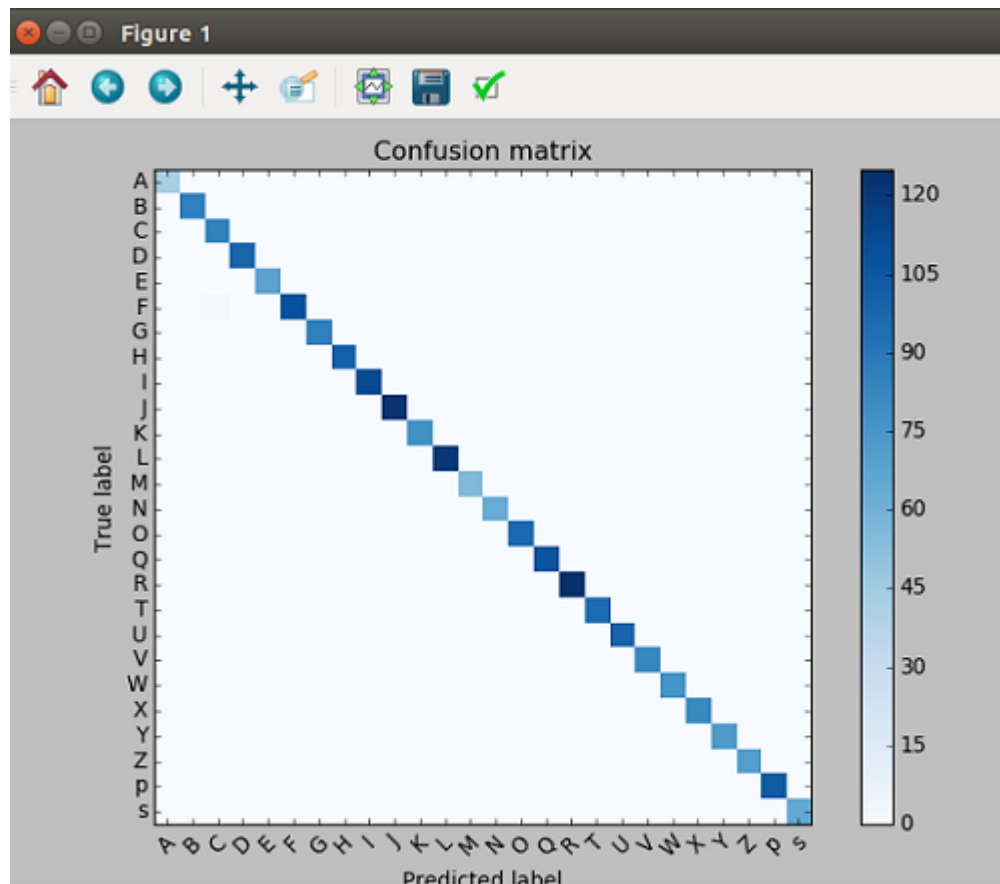 Figure 1
Confusion matrix
A
B
C
D
E
F
G
H
I
J
K
L
M
N
O
Q
R
T
U
V
W
X
Y
Z
p
s
True label
A B C D E F G H I J K L M N O Q R T U V W X Y Z p s
Predicted label
120
105
90
75
60
45
30
15
0